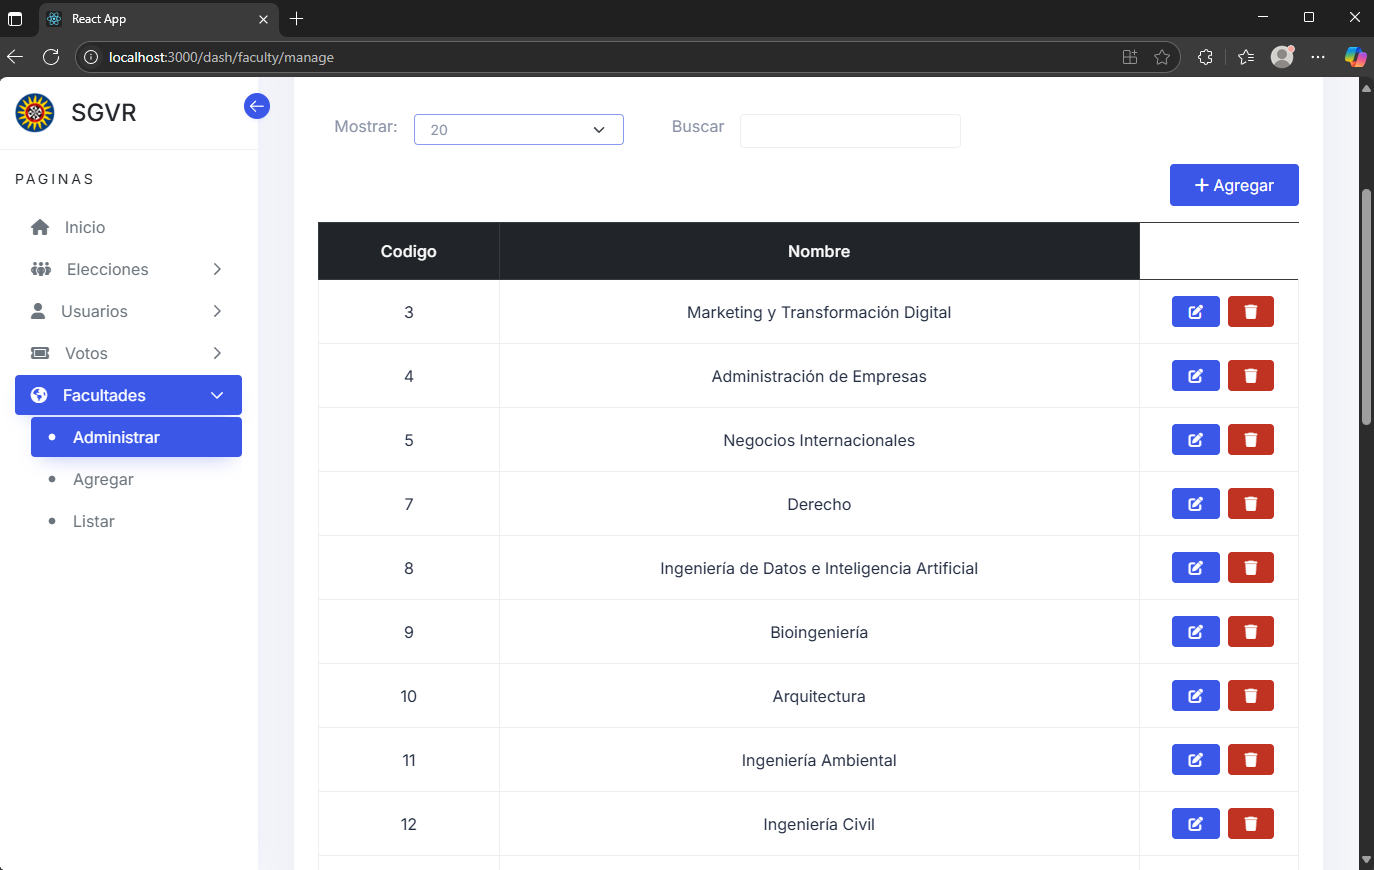 React App
localhost:3000/dash/faculty/manage
SGVR
Mostrar: 20 Buscar
PAGINAS
Agregar
Inicio
Elecciones
Usuarios
Votos
Facultades
Administrar
Agregar
Listar
Codigo Nombre
3 Marketing y Transformación Digital
4 Administración de Empresas
5 Negocios Internacionales
7 Derecho
8 Ingeniería de Datos e Inteligencia Artificial
9 Bioingeniería
10 Arquitectura
11 Ingeniería Ambiental
12 Ingeniería Civil